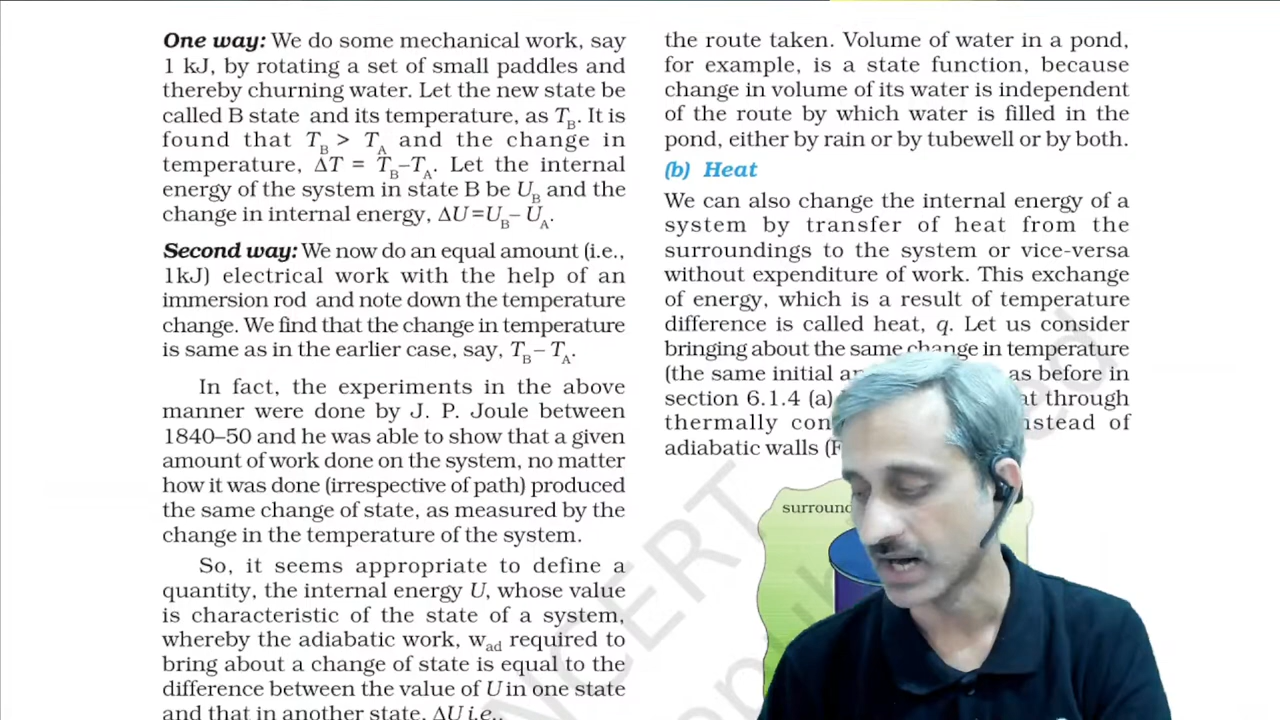 One way: We do some mechanical work, say
1 kJ, by rotating a set of small paddles and
thereby churning water. Let the new state be
called B state and its temperature, as TB. It is
found that TB > TA and the change in
temperature, ΔT = TB–TA. Let the internal
energy of the system in state B be UB and the
change in internal energy, ΔU =UB– UA.
Second way: We now do an equal amount (i.e.,
1kJ) electrical work with the help of an
immersion rod and note down the temperature
change. We find that the change in temperature
is same as in the earlier case, say, TB – TA.
In fact, the experiments in the above
manner were done by J. P. Joule between
1840–50 and he was able to show that a given
amount of work done on the system, no matter
how it was done (irrespective of path) produced
the same change of state, as measured by the
change in the temperature of the system.
So, it seems appropriate to define a
quantity, the internal energy U, whose value
is characteristic of the state of a system,
whereby the adiabatic work, wad required to
bring about a change of state is equal to the
difference between the value of U in one state
and that in another state, ΔU i.e.,
the route taken. Volume of water in a pond,
for example, is a state function, because
change in volume of its water is independent
of the route by which water is filled in the
pond, either by rain or by tubewell or by both.
(b) Heat
We can also change the internal energy of a
system by transfer of heat from the
surroundings to the system or vice-versa
without expenditure of work. This exchange
of energy, which is a result of temperature
difference is called heat, q. Let us consider
bringing about the same change in temperature
(the same initial as before in
section 6.1.4 (a) through
thermally instead of
adiabatic walls
NCERT